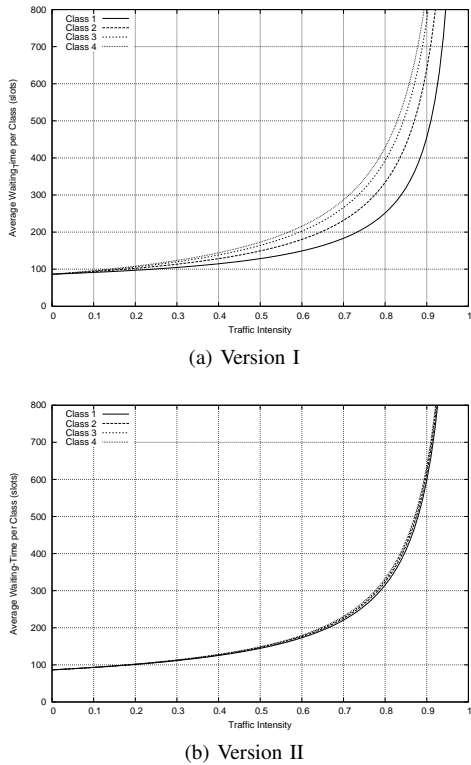 800
700
600
500
400
300
200
100
0
Class 1
Class 2
Class 3
Class 4
Average Waiting_Time per Class (slots)
0 0.1 0.2 0.3 0.4 0.5 0.6 0.7 0.8 0.9 1
Traffic Intensity
(a) Version I
800
700
600
500
400
300
200
100
0
Class 1
Class 2
Class 3
Class 4
Average Waiting-Time per Class (slots)
0 0.1 0.2 0.3 0.4 0.5 0.6 0.7 0.8 0.9 1
Traffic Intensity
(b) Version II